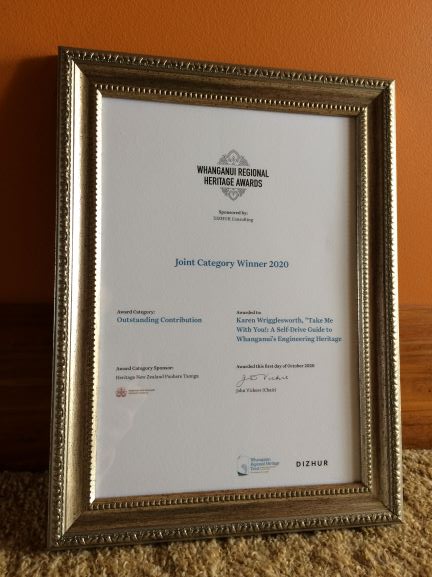 WHANGANUI REGIONAL
HERITAGE AWARDS
Sponsored by:
DIZHUR Consulting
Joint Category Winner 2020
Award Category:
Outstanding Contribution
Awarded to:
Karen Wrigglesworth, "Take Me
With You!: A Self-Drive Guide to
Whanganui's Engineering Heritage
Award Category Sponsor:
Heritage New Zealand Pouhere Taonga
Awarded this first day of October 2020
John Vickers (Chair)
Whanganui
Regional Heritage
Trust
DIZHUR